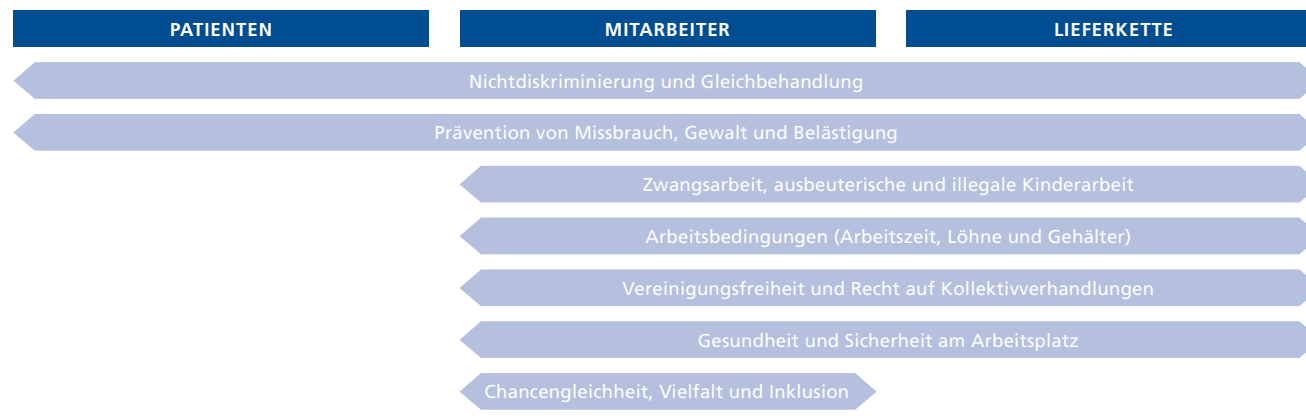 PATIENTEN
MITARBEITER
LIEFERKETTE
Nichtdiskriminierung und Gleichbehandlung
Prävention von Missbrauch, Gewalt und Belästigung
Zwangsarbeit, ausbeuterische und illegale Kinderarbeit
Arbeitsbedingungen (Arbeitszeit, Löhne und Gehälter)
Vereinigungsfreiheit und Recht auf Kollektivverhandlungen
Gesundheit und Sicherheit am Arbeitsplatz
Chancengleichheit, Vielfalt und Inklusion